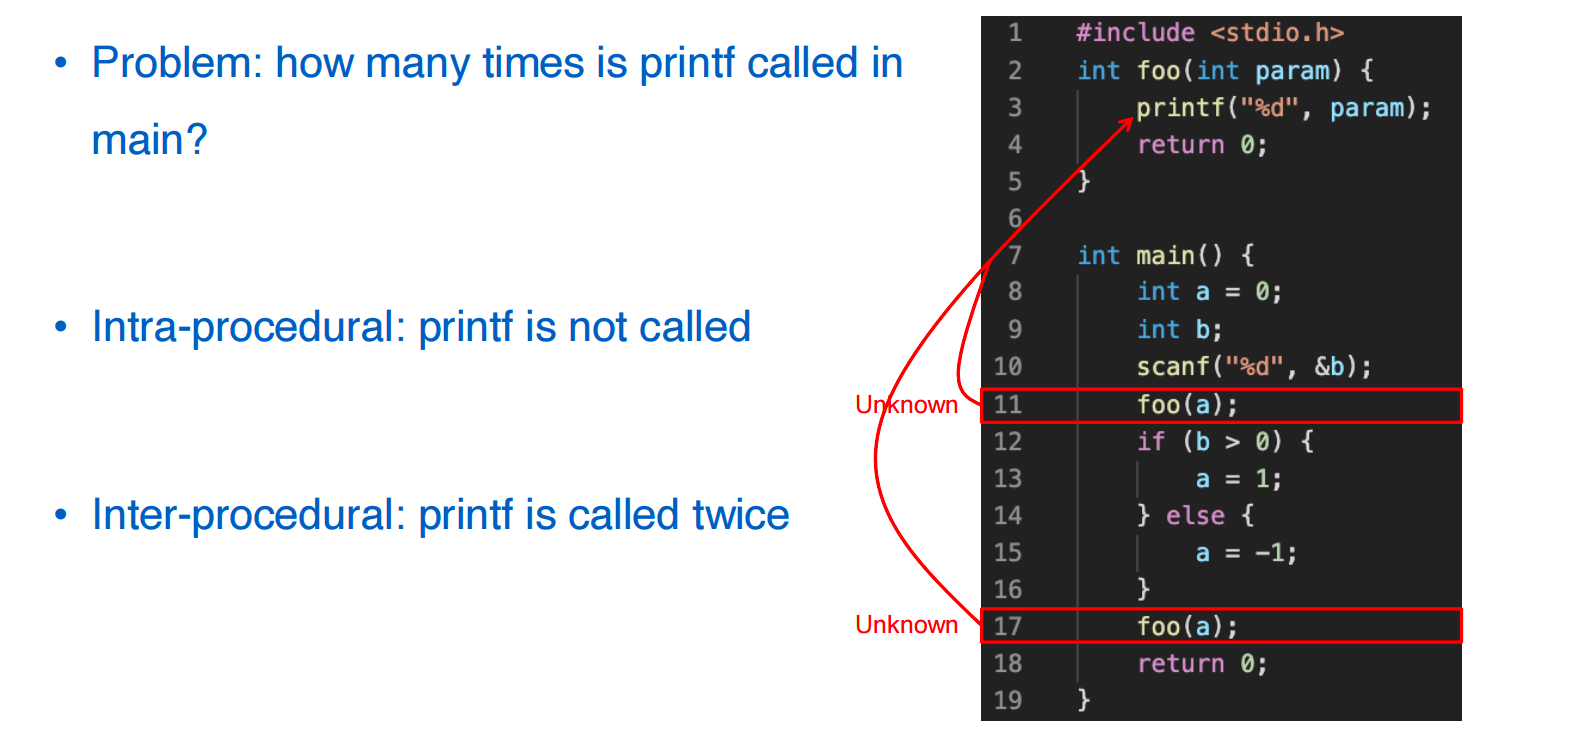 • Problem: how many times is printf called in
main?
• Intra-procedural: printf is not called
• Inter-procedural: printf is called twice
Unknown
Unknown
1 #include <stdio.h>
2 int foo(int param) {
3 printf("%d", param);
4 return 0;
5 }
6
7 int main() {
8 int a = 0;
9 int b;
10 scanf("%d", &b);
11 foo(a);
12 if (b > 0) {
13 a = 1;
14 } else {
15 a = -1;
16 }
17 foo(a);
18 return 0;
19 }